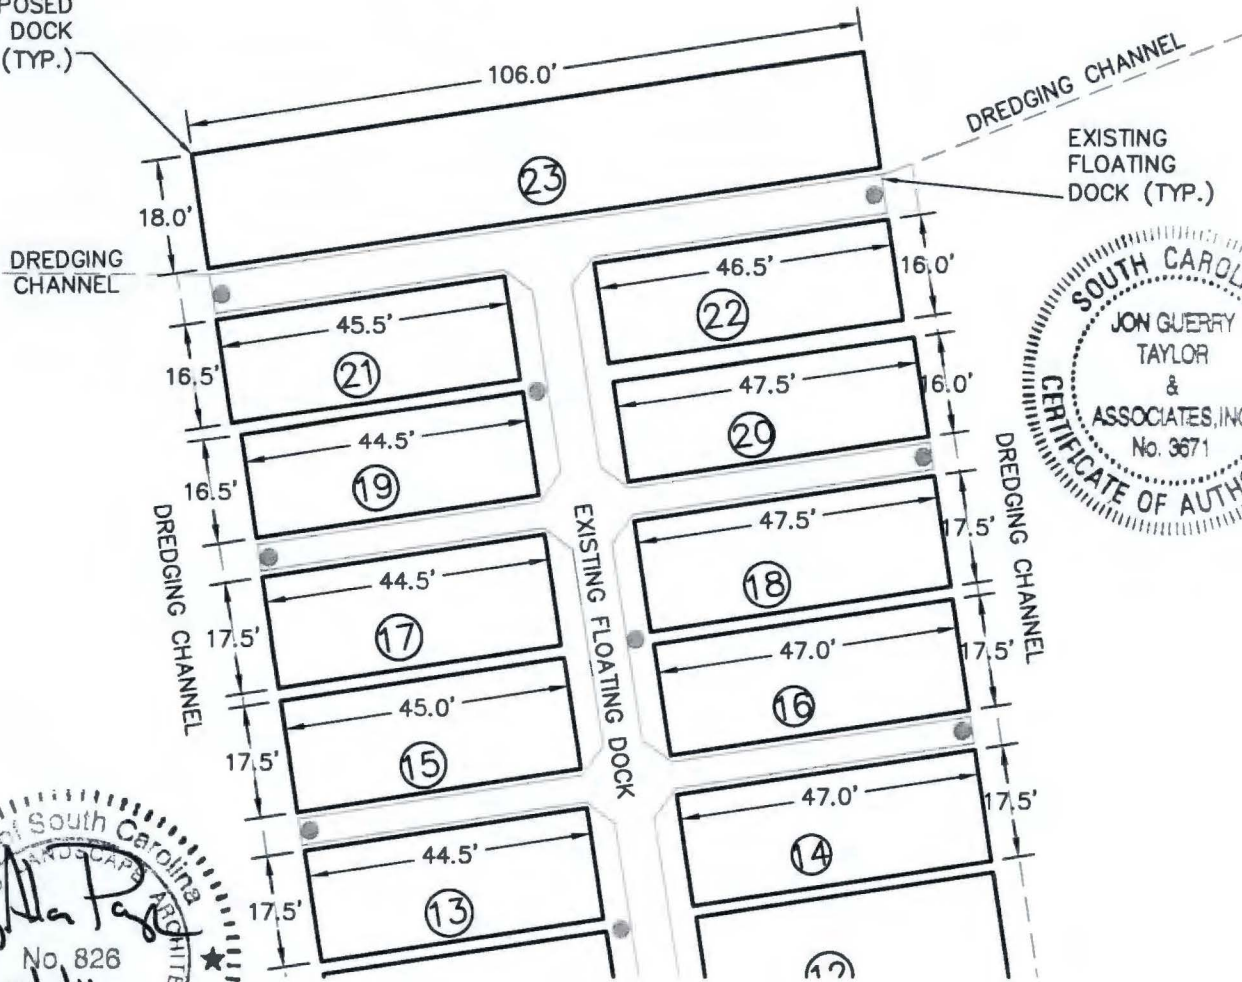 POSED
DOCK
(TYP.)
106.0'
DREDGING CHANNEL
EXISTING
FLOATING
DOCK (TYP.)
23
18.0'
DREDGING
CHANNEL
46.5'
16.0'
22
45.5'
21
16.5'
47.5'
16.0'
20
44.5'
19
16.5'
SOUTH CAROL
JON GUERRY
TAYLOR
&
ASSOCIATES, INC
No. 3671
CERTIFICATE OF AUTH
DREDGING CHANNEL
EXISTING FLOATING DOCK
DREDGING CHANNEL
47.5'
17.5'
18
44.5'
17
17.5'
47.0'
17.5'
16
45.0'
15
17.5'
47.0'
17.5'
14
44.5'
13
17.5'
12
of South Carolina
LANDSCAPE ARCHITE
No. 826